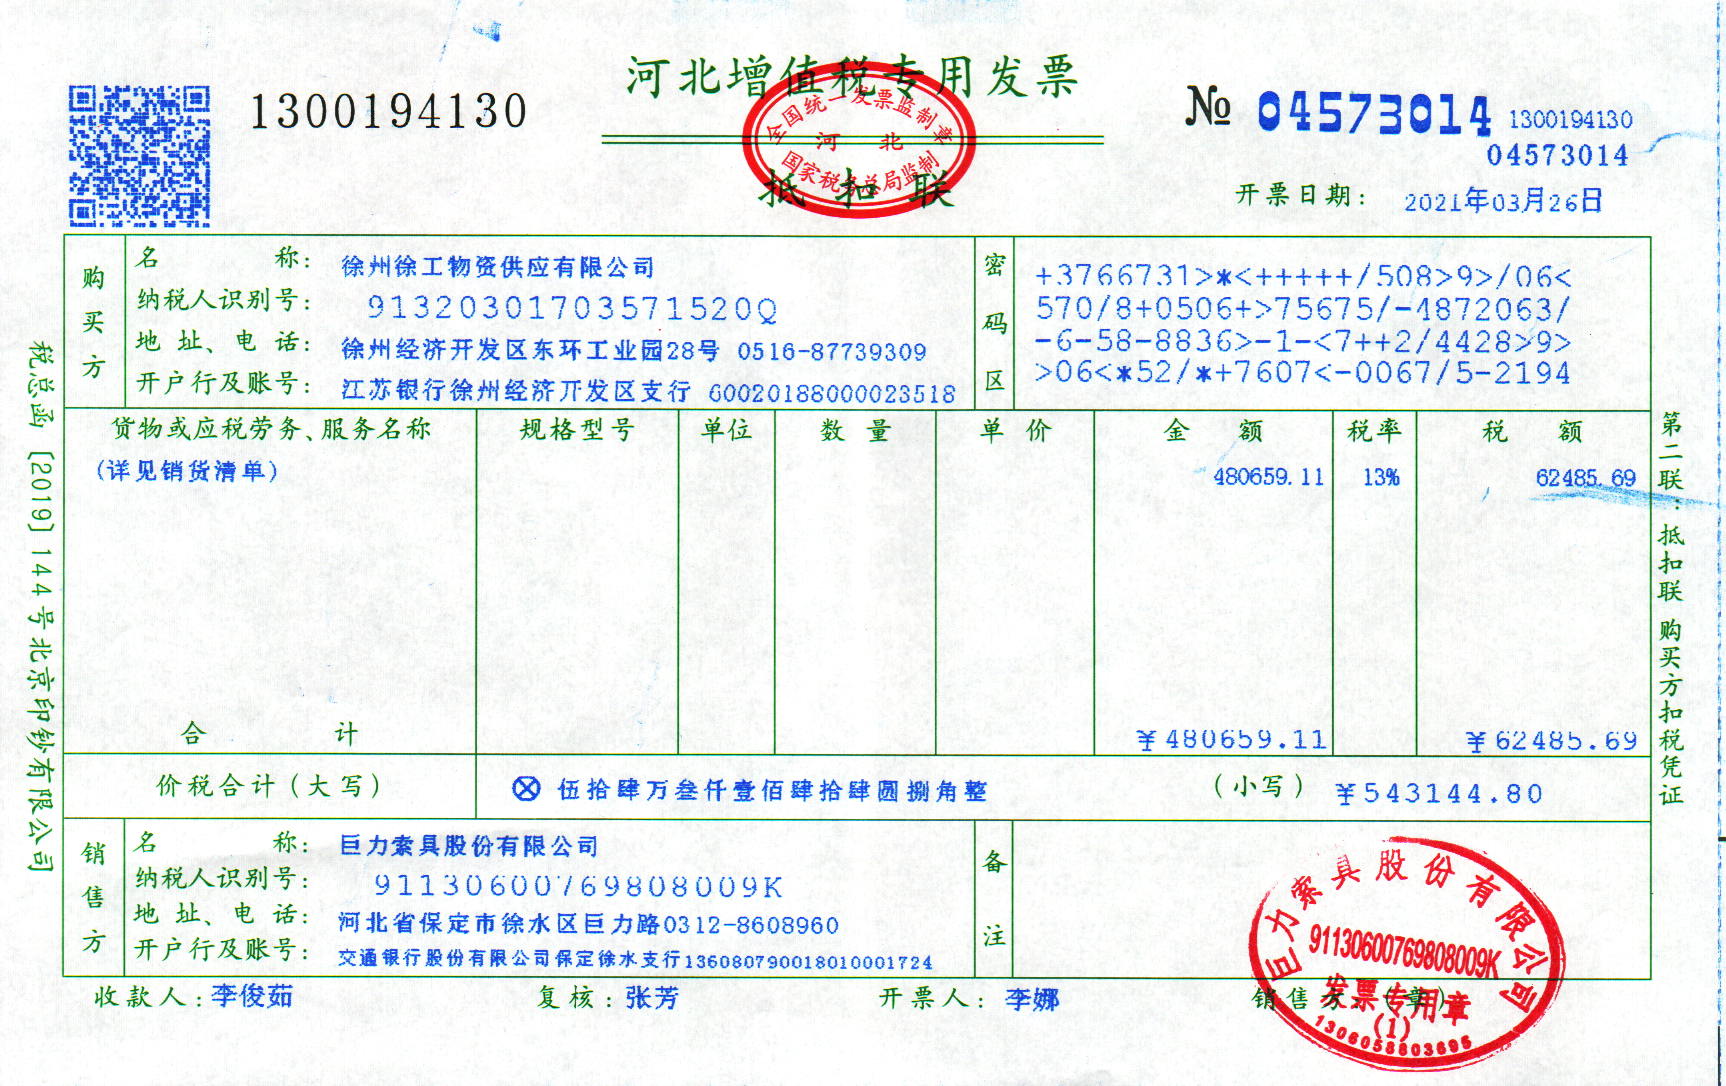 河北增值税专用发票
1300194130
№ 04573014 1300194130
04573014
全国统一发票监制章
河北
国家税务总局监制
抵扣联
开票日期: 2021年03月26日
购买方
名 称: 徐州徐工物资供应有限公司
纳税人识别号: 91320301703571520Q
地址、电话: 徐州经济开发区东环工业园28号 0516-87739309
开户行及账号: 江苏银行徐州经济开发区支行 60020188000023518
密码区
+3766731>*<+++++/508>9>/06<
570/8+0506+>75675/-4872063/
-6-58-8836>-1-<7++2/4428>9>
>06<*52/*+7607<-0067/5-2194
货物或应税劳务、服务名称 规格型号 单位 数量 单价 金额 税率 税额
(详见销货清单) 480659.11 13% 62485.69
合计 ¥480659.11 ¥62485.69
价税合计(大写) ⊗伍拾肆万叁仟壹佰肆拾肆圆捌角整 (小写) ¥543144.80
销售方
名 称: 巨力索具股份有限公司
纳税人识别号: 91130600769808009K
地址、电话: 河北省保定市徐水区巨力路0312-8608960
开户行及账号: 交通银行股份有限公司保定徐水支行136080790018010001724
备注
收款人: 李俊茹 复核: 张芳 开票人: 李娜 销售方:(章)
巨力索具股份有限公司
91130600769808009K
发票专用章
(1)
1306058803695
税总函[2019]144号北京印钞有限公司
第二联:抵扣联 购买方扣税凭证